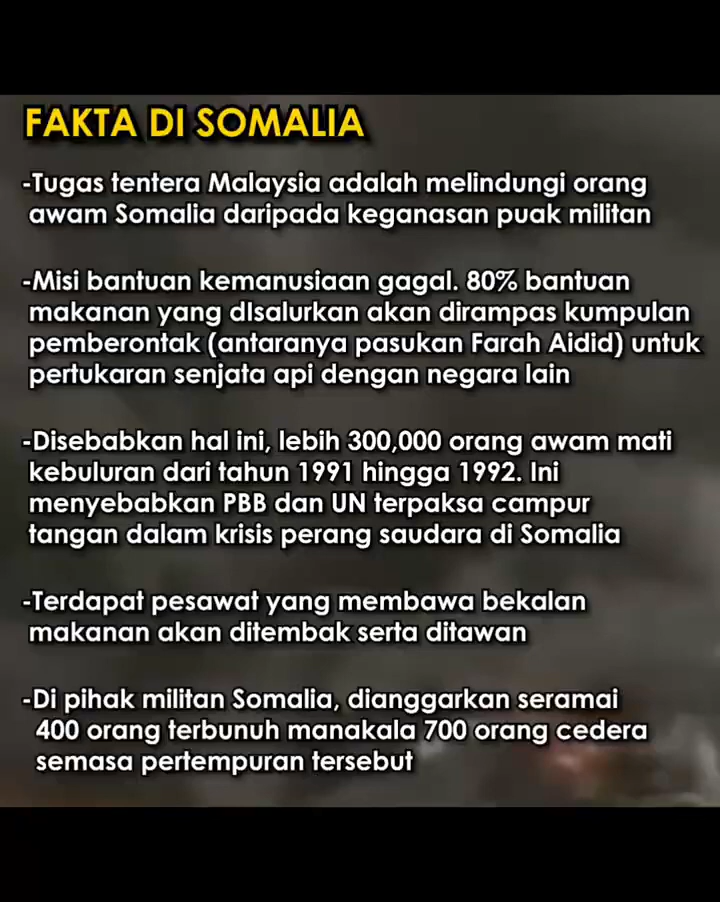 FAKTA DI SOMALIA
-Tugas tentera Malaysia adalah melindungi orang
awam Somalia daripada keganasan puak militan
-Misi bantuan kemanusiaan gagal. 80% bantuan
makanan yang dIsalurkan akan dirampas kumpulan
pemberontak (antaranya pasukan Farah Aidid) untuk
pertukaran senjata api dengan negara lain
-Disebabkan hal ini, lebih 300,000 orang awam mati
kebuluran dari tahun 1991 hingga 1992. Ini
menyebabkan PBB dan UN terpaksa campur
tangan dalam krisis perang saudara di Somalia
-Terdapat pesawat yang membawa bekalan
makanan akan ditembak serta ditawan
-Di pihak militan Somalia, dianggarkan seramai
400 orang terbunuh manakala 700 orang cedera
semasa pertempuran tersebut